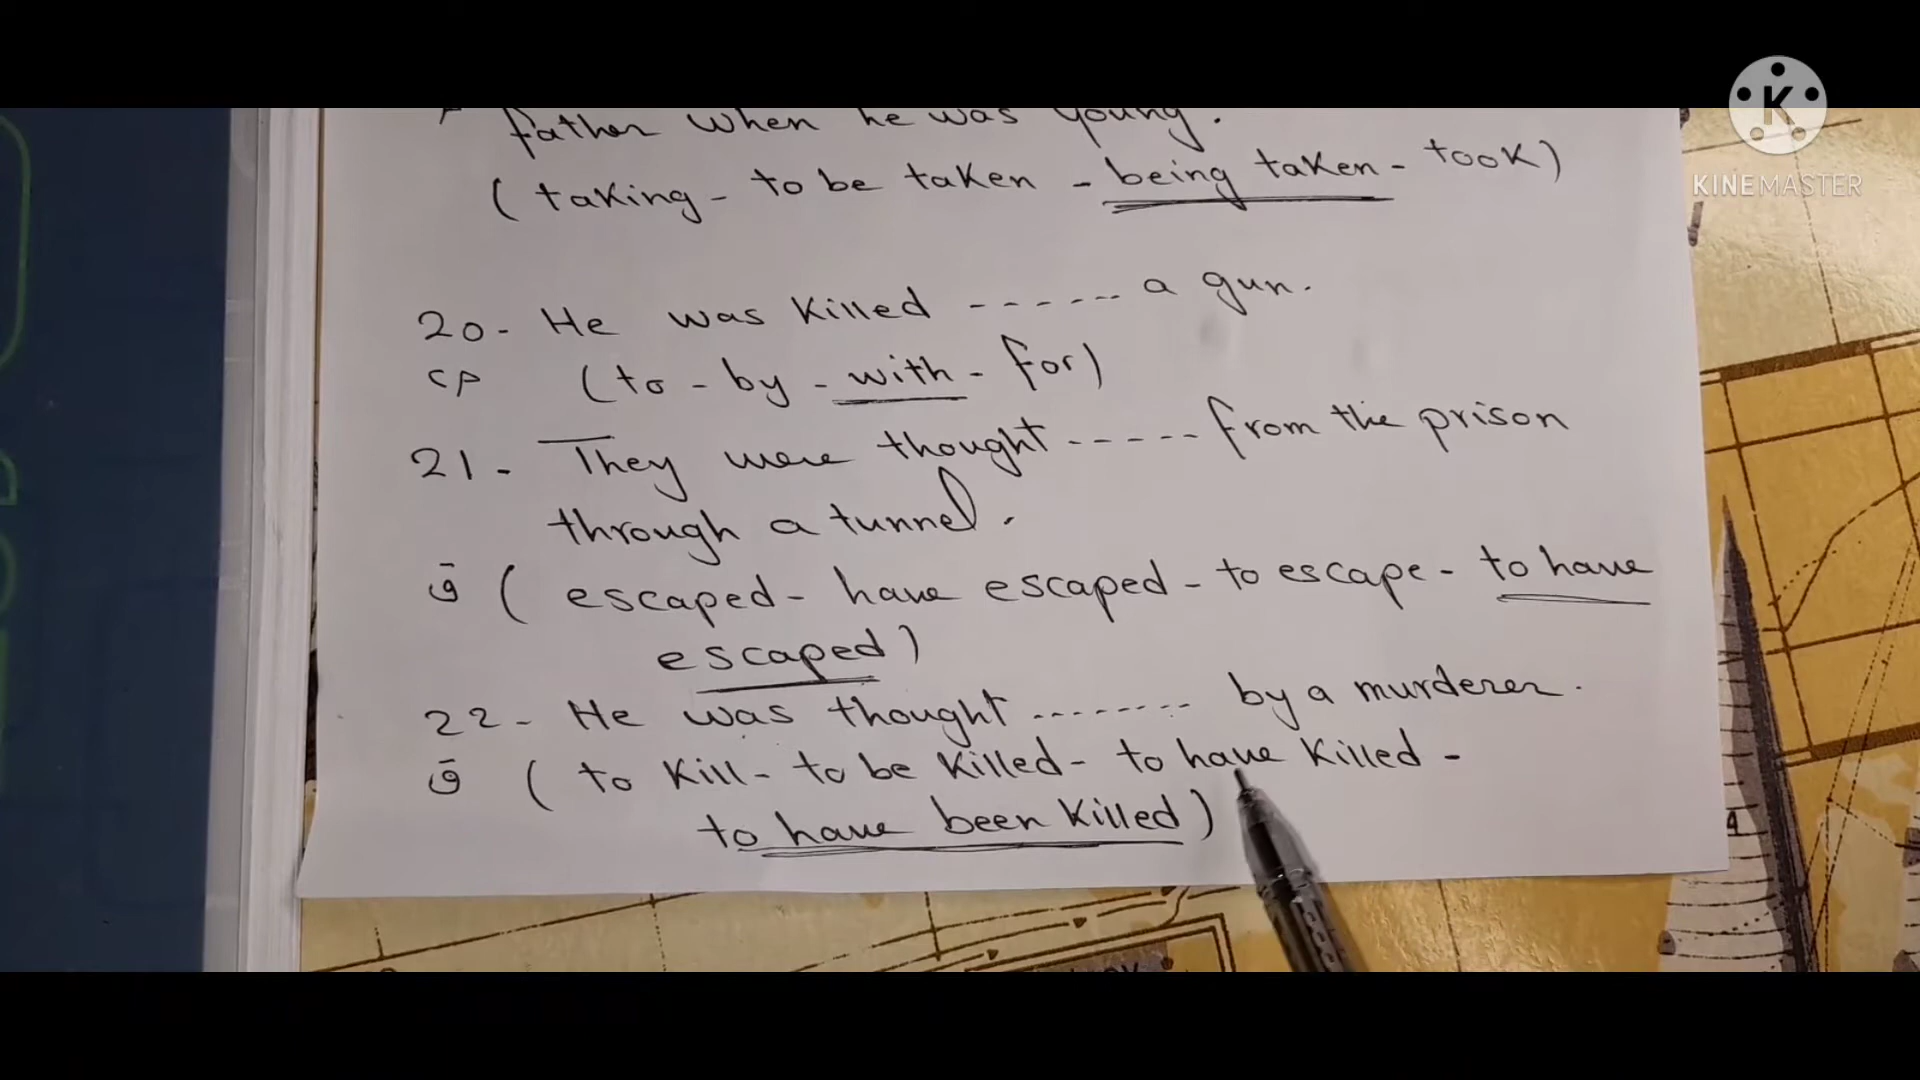 KINEMASTER
father when he was young.
(taking - to be taken - being taken - took)
20- He was killed ------ a gun.
(to - by - with - for)
21- They were thought ----- from the prison
through a tunnel.
(escaped - have escaped - to escape - to have
escaped)
22- He was thought -------- by a murderer.
(to kill - to be killed - to have killed -
to have been killed)